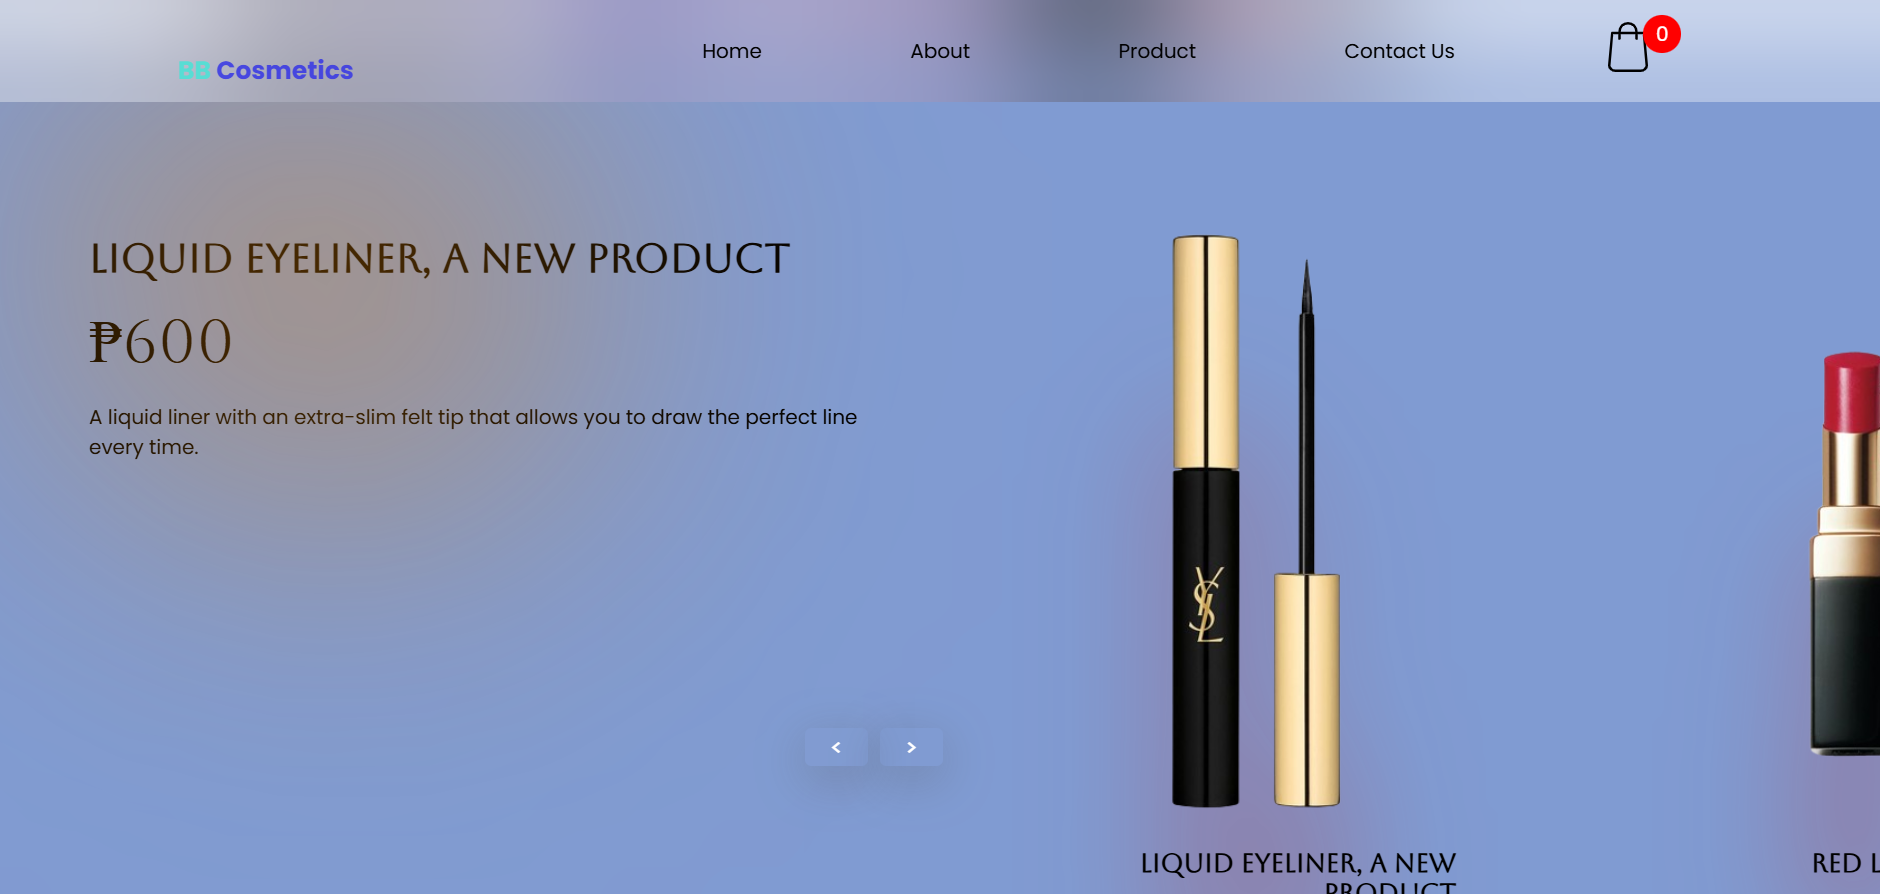 BB Cosmetics
Home
About
Product
Contact Us
0
LIQUID EYELINER, A NEW PRODUCT
₱600
A liquid liner with an extra-slim felt tip that allows you to draw the perfect line
every time.
YSL
< >
LIQUID EYELINER, A NEW
PRODUCT
RED L